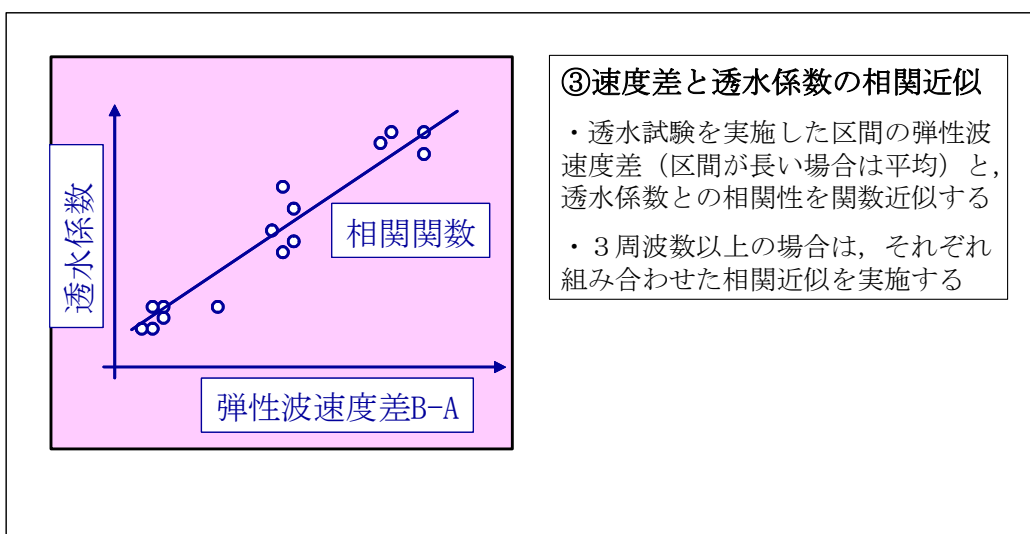 透水係数
相関関数
弾性波速度差B-A
③速度差と透水係数の相関近似
・透水試験を実施した区間の弾性波
速度差（区間が長い場合は平均）と,
透水係数との相関性を関数近似する
・３周波数以上の場合は,それぞれ
組み合わせた相関近似を実施する